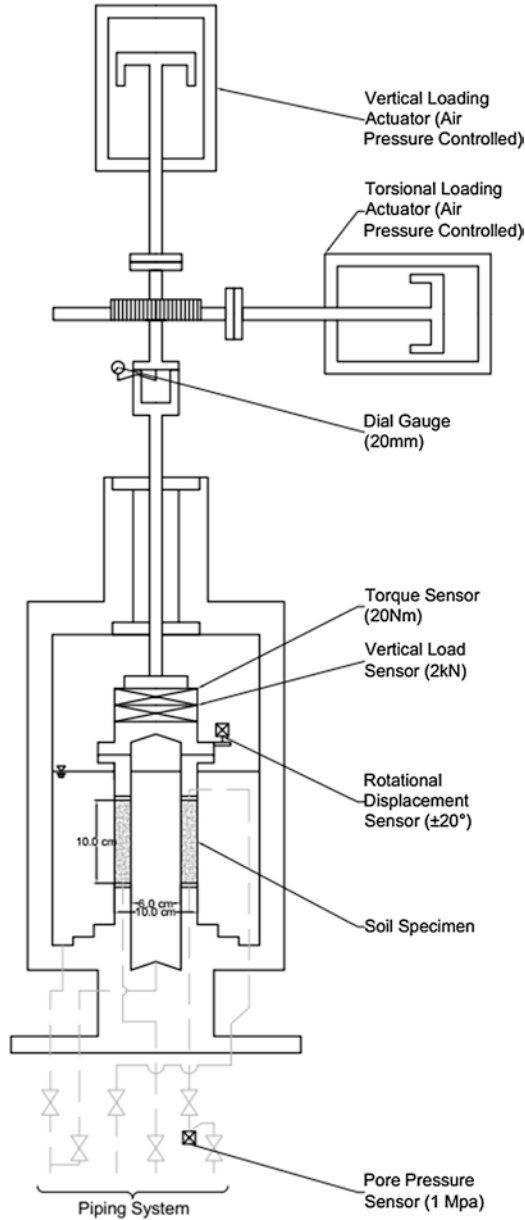 Vertical Loading
Actuator (Air
Pressure Controlled)
Torsional Loading
Actuator (Air
Pressure Controlled)
Dial Gauge
(20mm)
Torque Sensor
(20Nm)
Vertical Load
Sensor (2kN)
Rotational
Displacement
Sensor (±20°)
10.0 cm
6.0 cm
10.0 cm
Soil Specimen
Pore Pressure
Sensor (1 Mpa)
Piping System